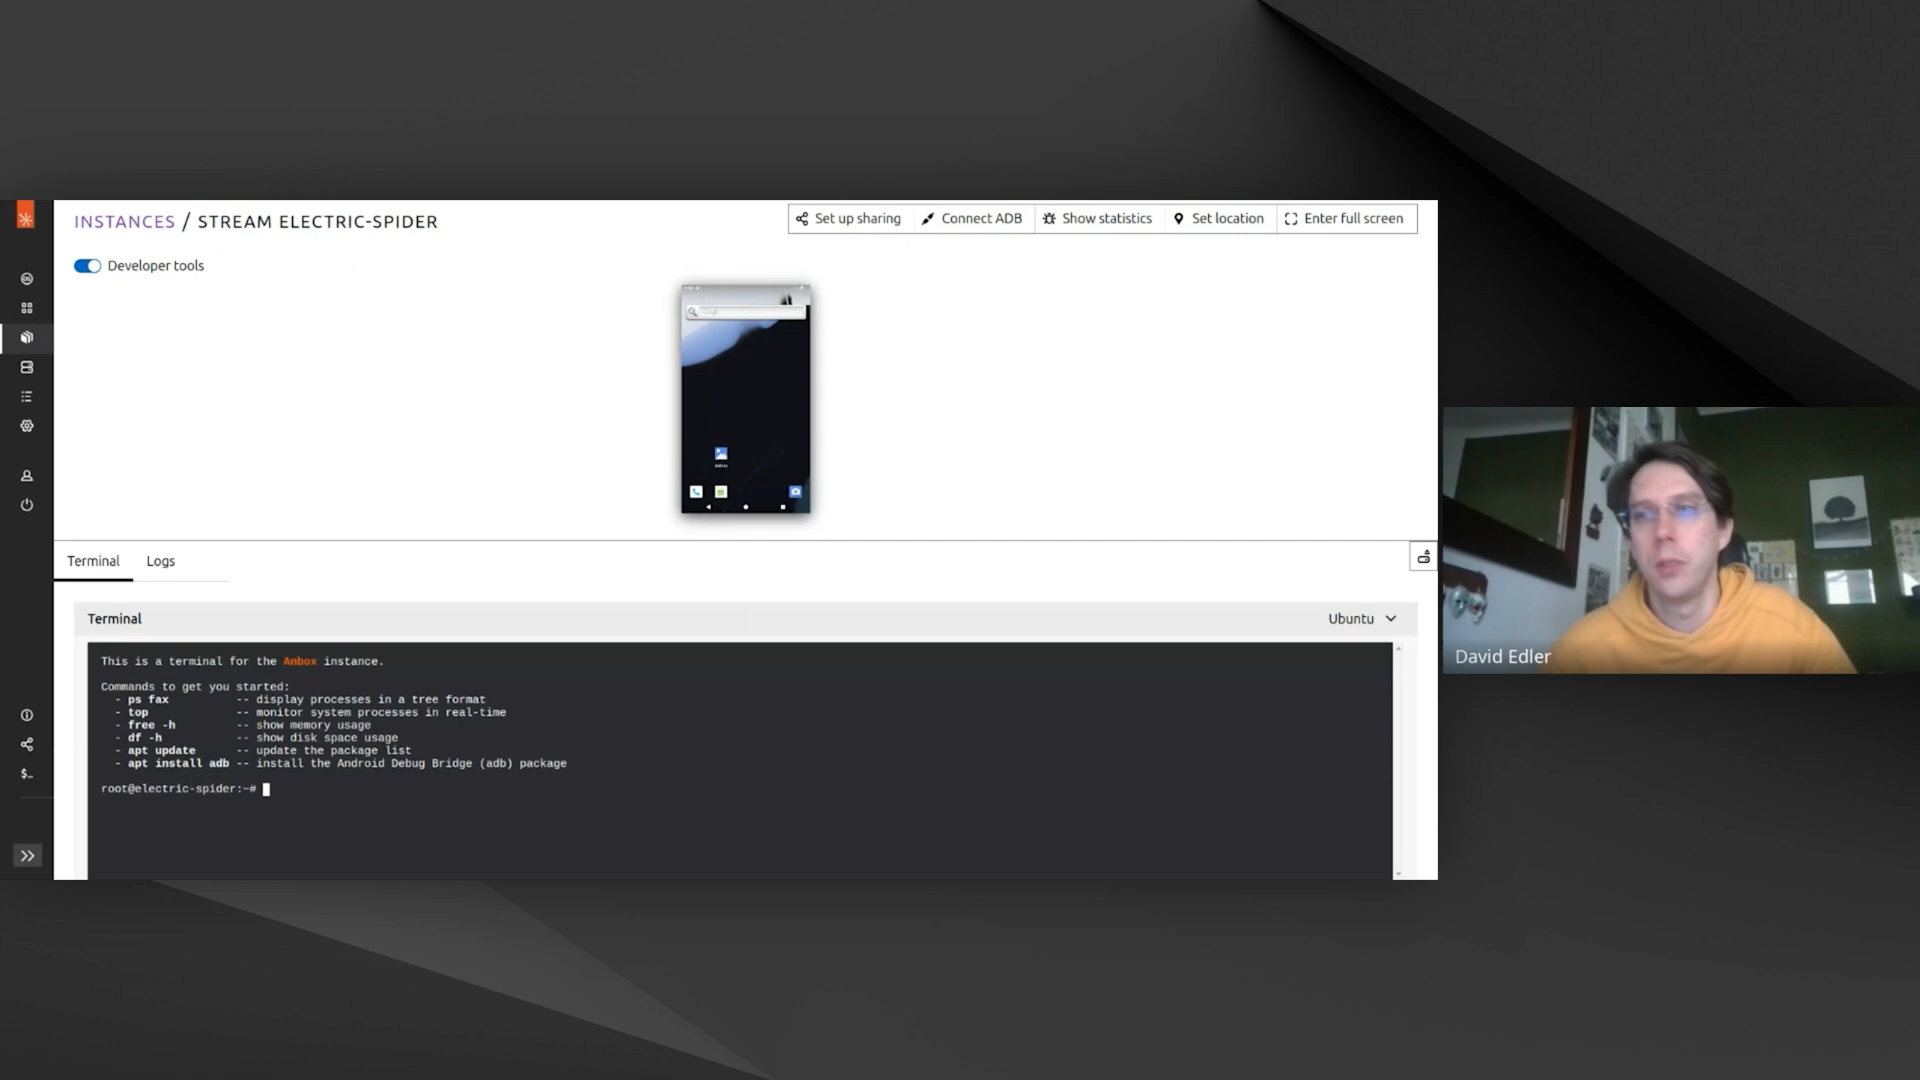 INSTANCES / STREAM ELECTRIC-SPIDER
Set up sharing
Connect ADB
Show statistics
Set location
Enter full screen
Developer tools
Terminal
Logs
Terminal
Ubuntu
This is a terminal for the Anbox instance.
Commands to get you started:
- ps fax -- display processes in a tree format
- top -- monitor system processes in real-time
- free -h -- show memory usage
- df -h -- show disk space usage
- apt update -- update the package list
- apt install adb -- install the Android Debug Bridge (adb) package
root@electric-spider:~#
$_
David Edler